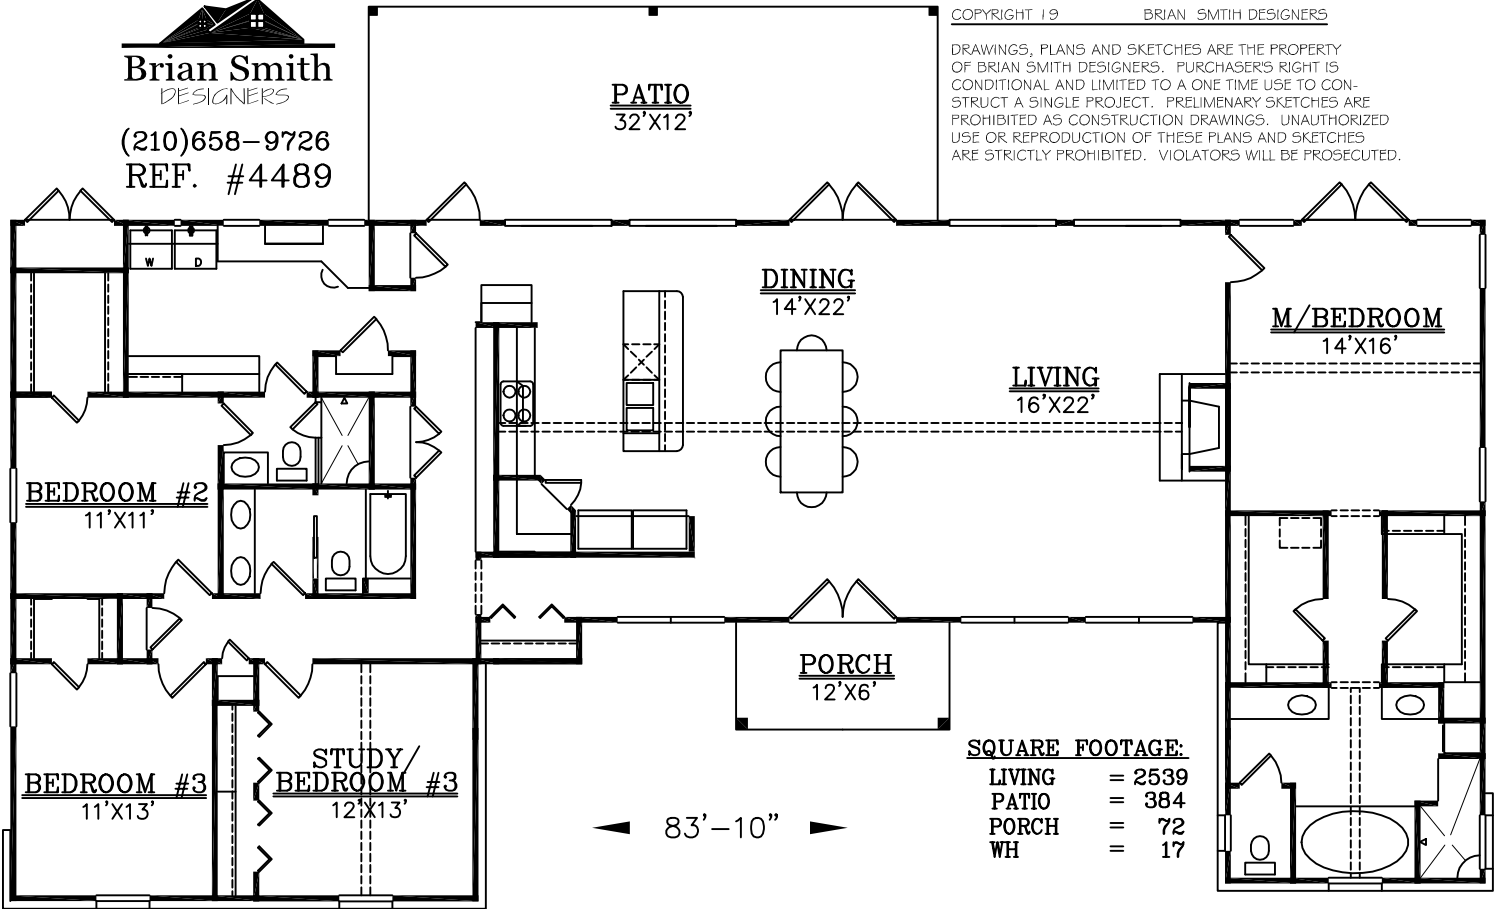 Brian Smith
DESIGNERS
(210)658-9726
REF. #4489
COPYRIGHT 19 BRIAN SMTIH DESIGNERS
DRAWINGS, PLANS AND SKETCHES ARE THE PROPERTY
OF BRIAN SMITH DESIGNERS. PURCHASER'S RIGHT IS
CONDITIONAL AND LIMITED TO A ONE TIME USE TO CON-
STRUCT A SINGLE PROJECT. PRELIMENARY SKETCHES ARE
PROHIBITED AS CONSTRUCTION DRAWINGS. UNAUTHORIZED
USE OR REPRODUCTION OF THESE PLANS AND SKETCHES
ARE STRICTLY PROHIBITED. VIOLATORS WILL BE PROSECUTED.
PATIO
32'X12'
W D
DINING
14'X22'
M/BEDROOM
14'X16'
LIVING
16'X22'
BEDROOM #2
11'X11'
PORCH
12'X6'
BEDROOM #3
11'X13'
STUDY/
BEDROOM #3
12'X13'
83'-10"
SQUARE FOOTAGE:
LIVING = 2539
PATIO = 384
PORCH = 72
WH = 17